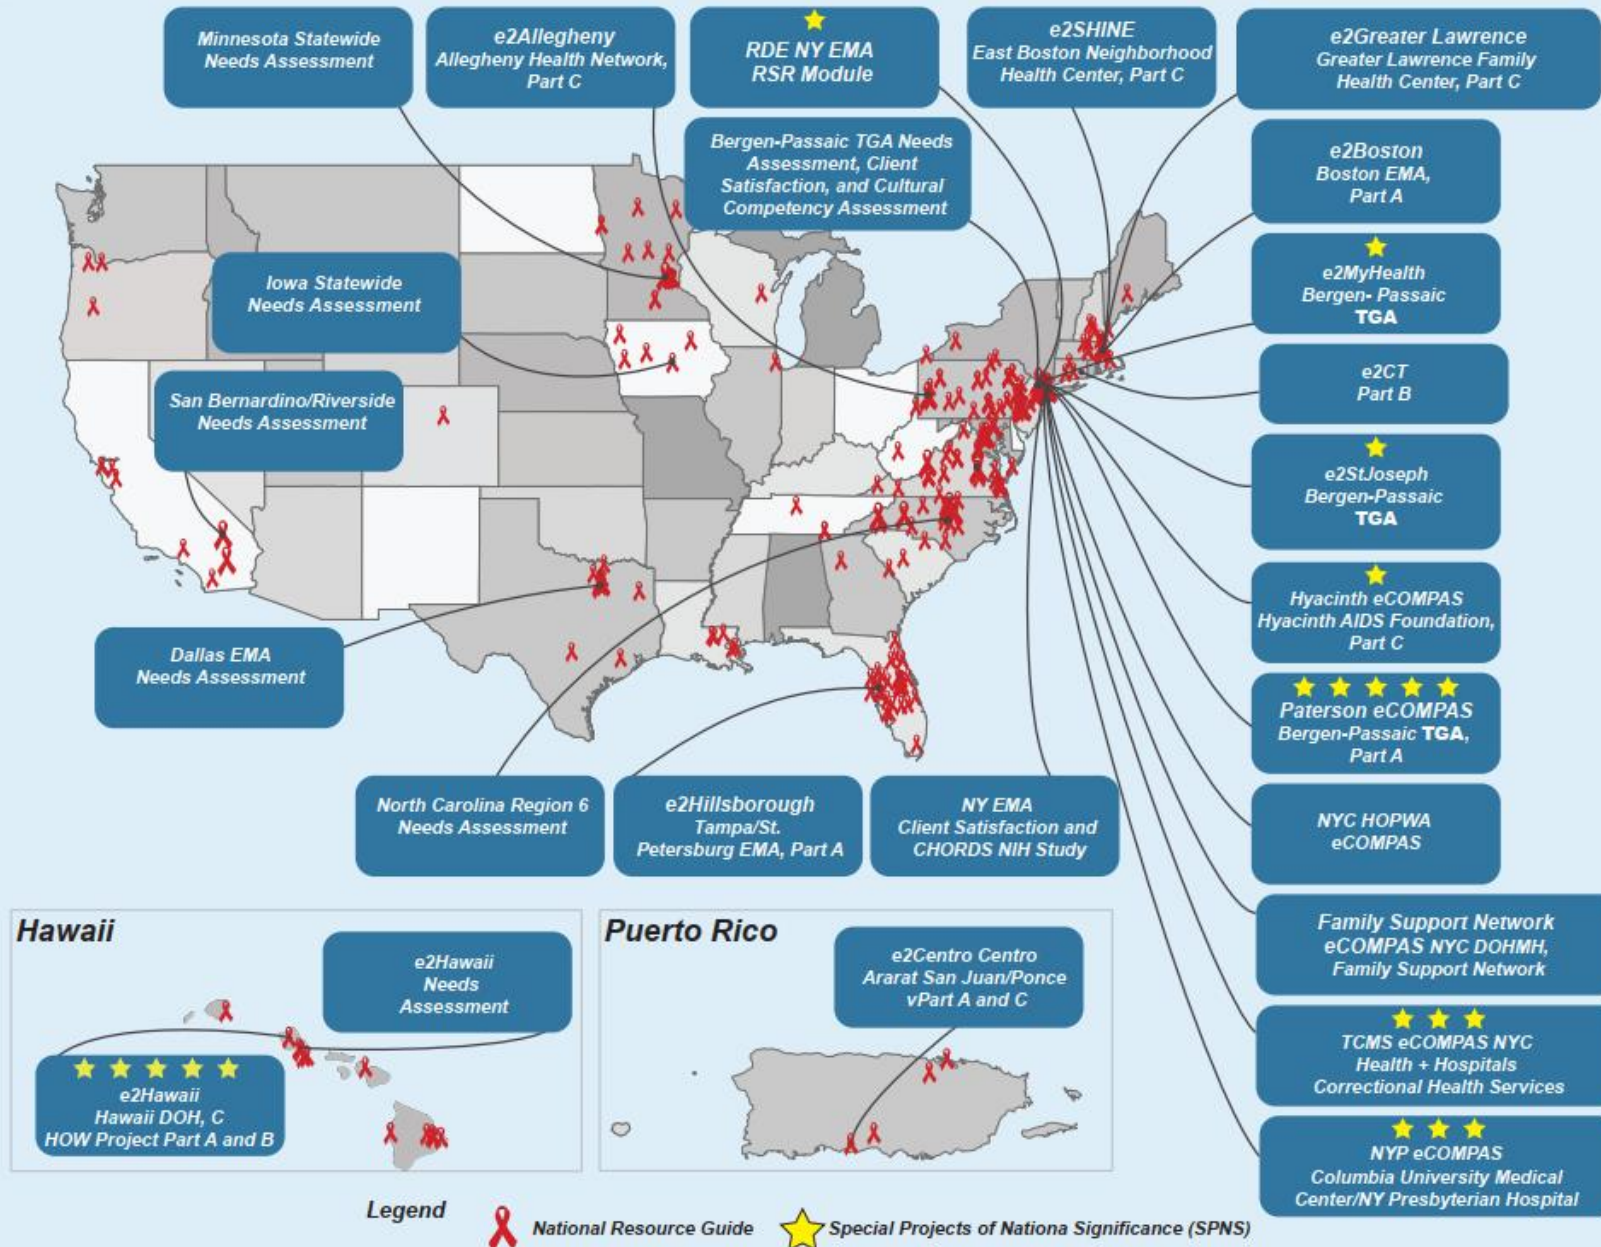 Minnesota Statewide
Needs Assessment
e2Allegheny
Allegheny Health Network,
Part C
RDE NY EMA
RSR Module
e2SHINE
East Boston Neighborhood
Health Center, Part C
e2Greater Lawrence
Greater Lawrence Family
Health Center, Part C
Bergen-Passaic TGA Needs
Assessment, Client
Satisfaction, and Cultural
Competency Assessment
e2Boston
Boston EMA,
Part A
e2MyHealth
Bergen- Passaic
TGA
Iowa Statewide
Needs Assessment
e2CT
Part B
San Bernardino/Riverside
Needs Assessment
e2StJoseph
Bergen-Passaic
TGA
Hyacinth eCOMPAS
Hyacinth AIDS Foundation,
Part C
Dallas EMA
Needs Assessment
Paterson eCOMPAS
Bergen-Passaic TGA,
Part A
North Carolina Region 6
Needs Assessment
e2Hillsborough
Tampa/St.
Petersburg EMA, Part A
NY EMA
Client Satisfaction and
CHORDS NIH Study
NYC HOPWA
eCOMPAS
Family Support Network
eCOMPAS NYC DOHMH,
Family Support Network
Hawaii
e2Hawaii
Needs
Assessment
e2Hawaii
Hawaii DOH, C
HOW Project Part A and B
Puerto Rico
e2Centro Centro
Ararat San Juan/Ponce
vPart A and C
TCMS eCOMPAS NYC
Health + Hospitals
Correctional Health Services
NYP eCOMPAS
Columbia University Medical
Center/NY Presbyterian Hospital
Legend
National Resource Guide
Special Projects of Nationa Significance (SPNS)